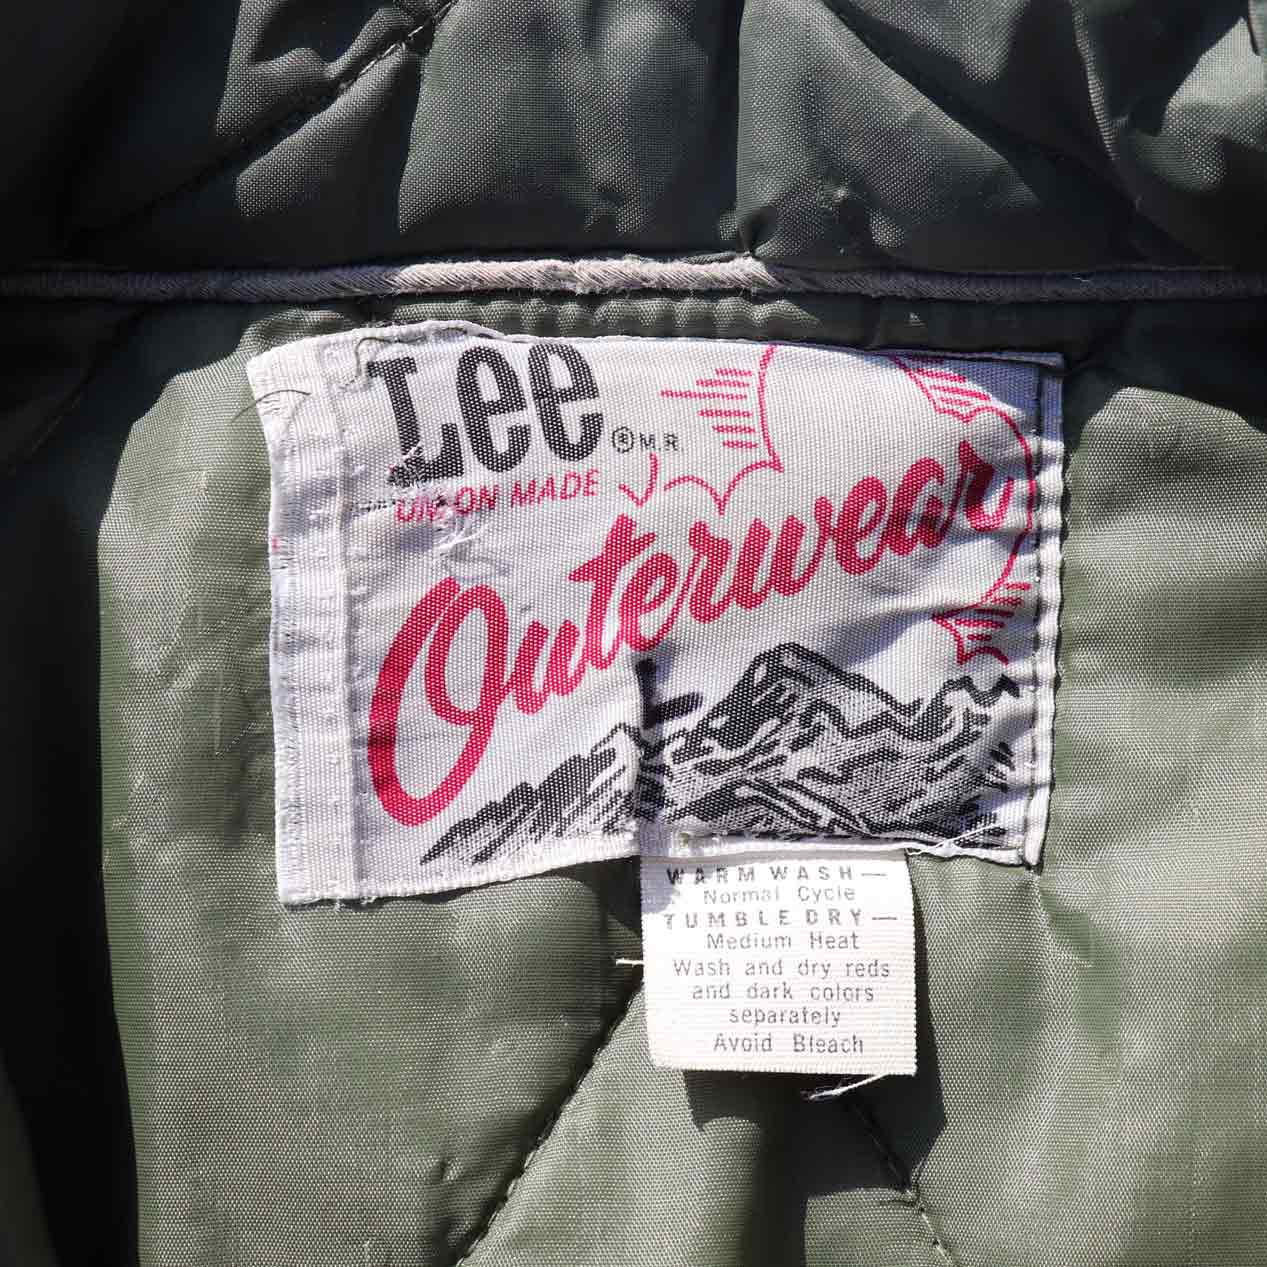 Lee ® M.R.
UNION MADE
Outerwear
WARM WASH—
Normal Cycle
TUMBLE DRY—
Medium Heat
Wash and dry reds
and dark colors
separately
Avoid Bleach